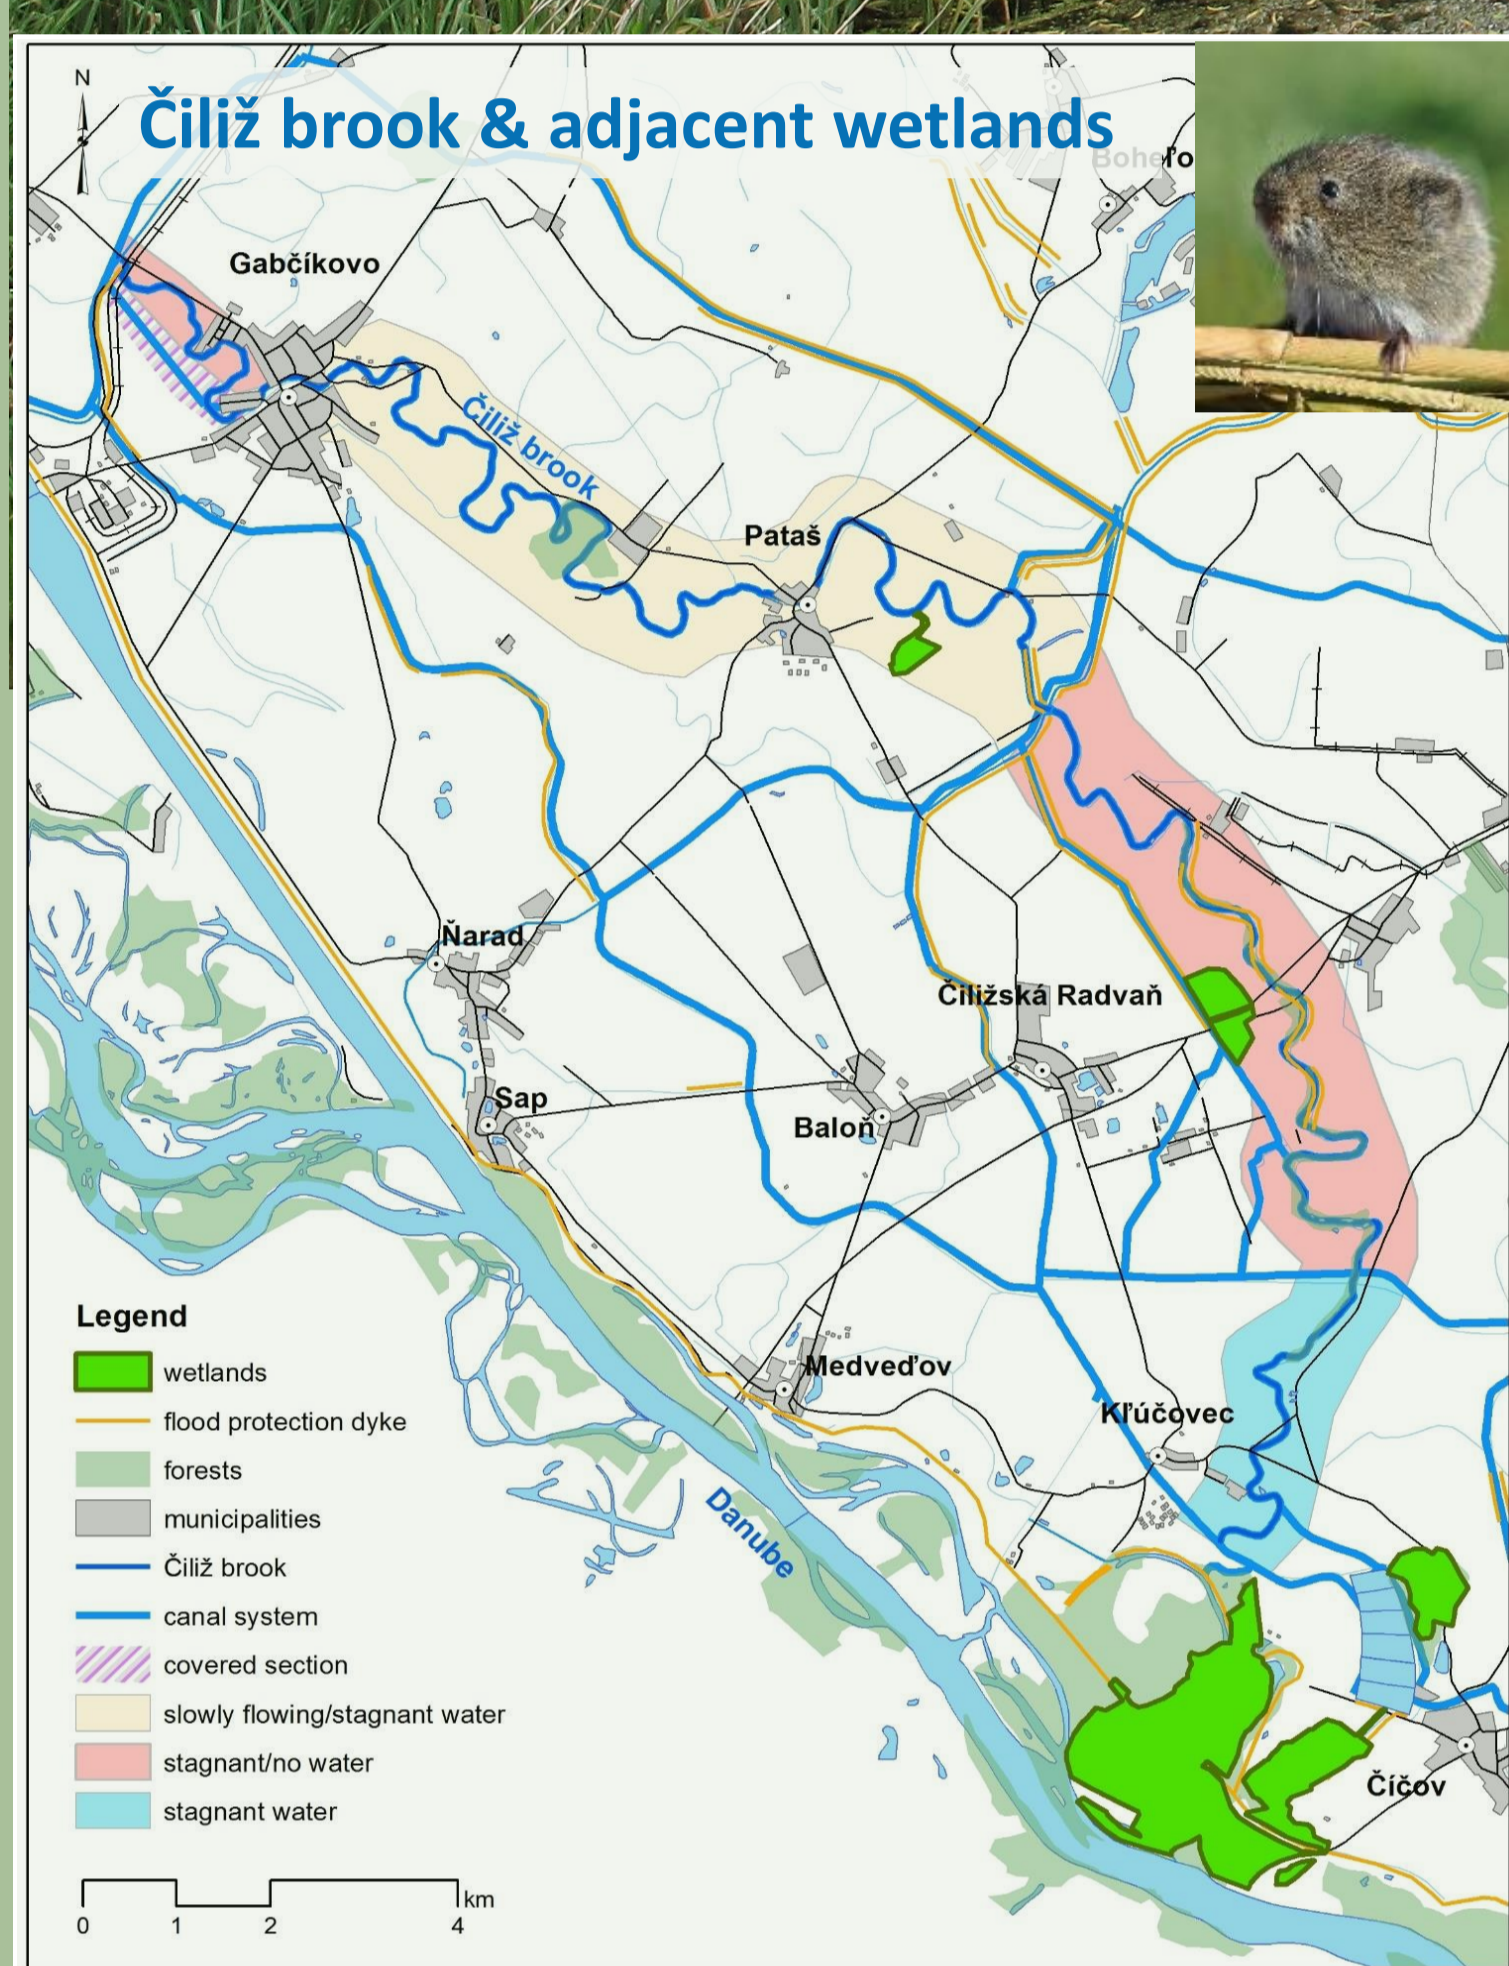 N
Čiliž brook & adjacent wetlands
Gabčíkovo
Čiliž brook
Pataš
Ňarad
Čiližská Radvaň
Sap
Baloň
Medveďov
Kľúčovec
Danube
Číčov
Legend
wetlands
flood protection dyke
forests
municipalities
Čiliž brook
canal system
covered section
slowly flowing/stagnant water
stagnant/no water
stagnant water
km
0 1 2 4